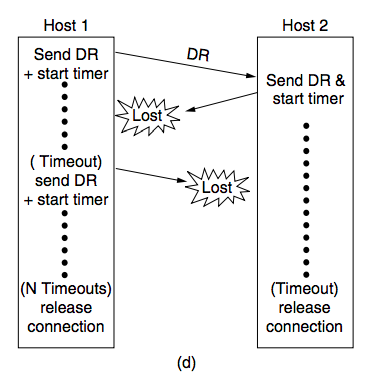 Host 1
Host 2
Send DR
+ start timer
DR
Send DR &
start timer
Lost
( Timeout)
send DR
+ start timer
Lost
(N Timeouts)
release
connection
(Timeout)
release
connection
(d)